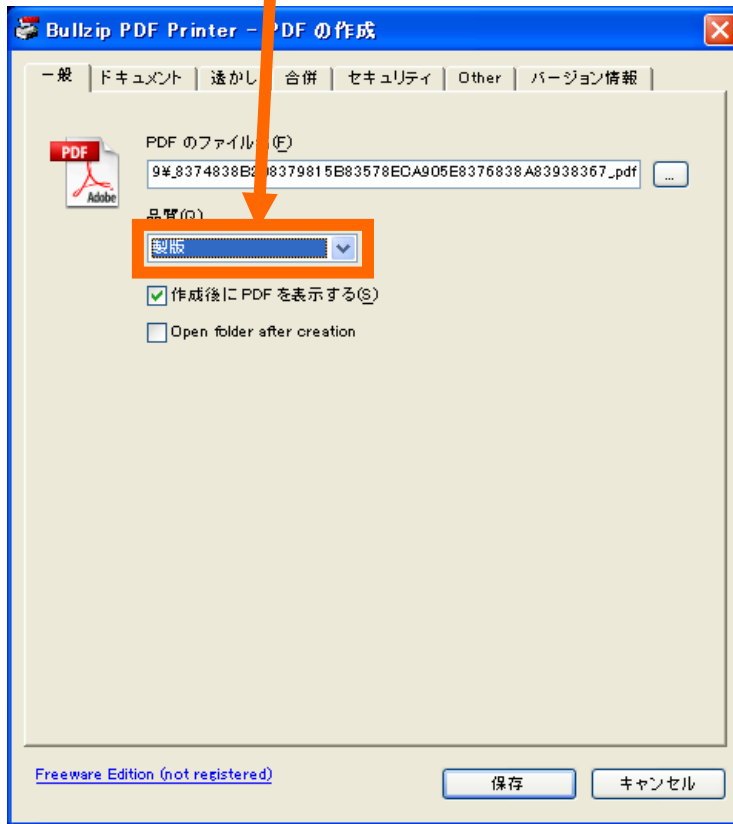 Bullzip PDF Printer - PDF の作成
一般 ドキュメント 透かし 合併 セキュリティ Other バージョン情報
PDF のファイル (F)
PDF
Adobe
...
品質(Q)
製版
作成後に PDF を表示する(S)
Open folder after creation
Freeware Edition (not registered)
保存 キャンセル